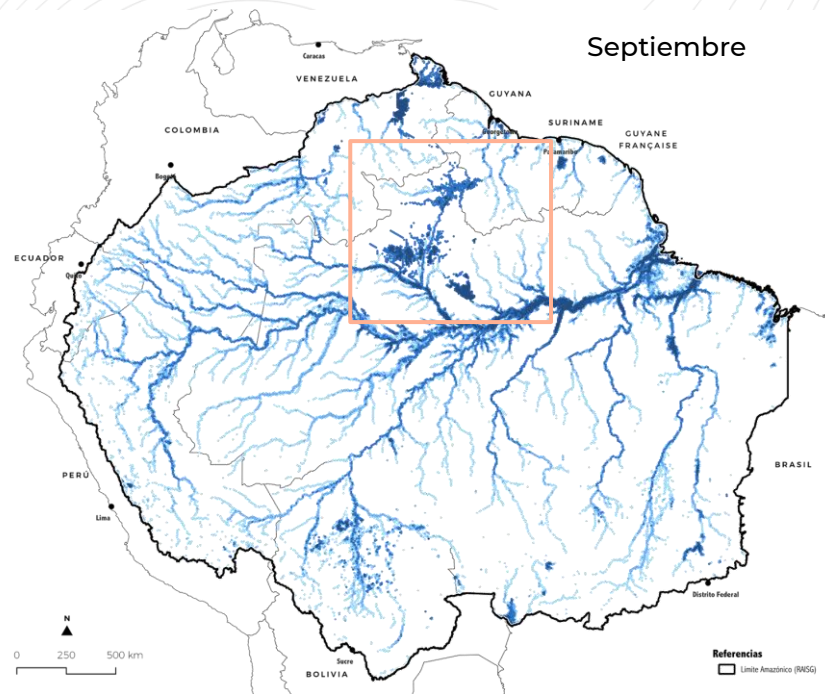 Septiembre
Caracas
VENEZUELA
GUYANA
Georgetown
SURINAME
COLOMBIA
GUYANE
FRANÇAISE
Paramaribo
Bogotá
ECUADOR
Quito
BRASIL
PERÚ
Lima
Distrito Federal
N
0 250 500 km
Sucre
BOLIVIA
Referencias
Límite Amazónico (RAISG)